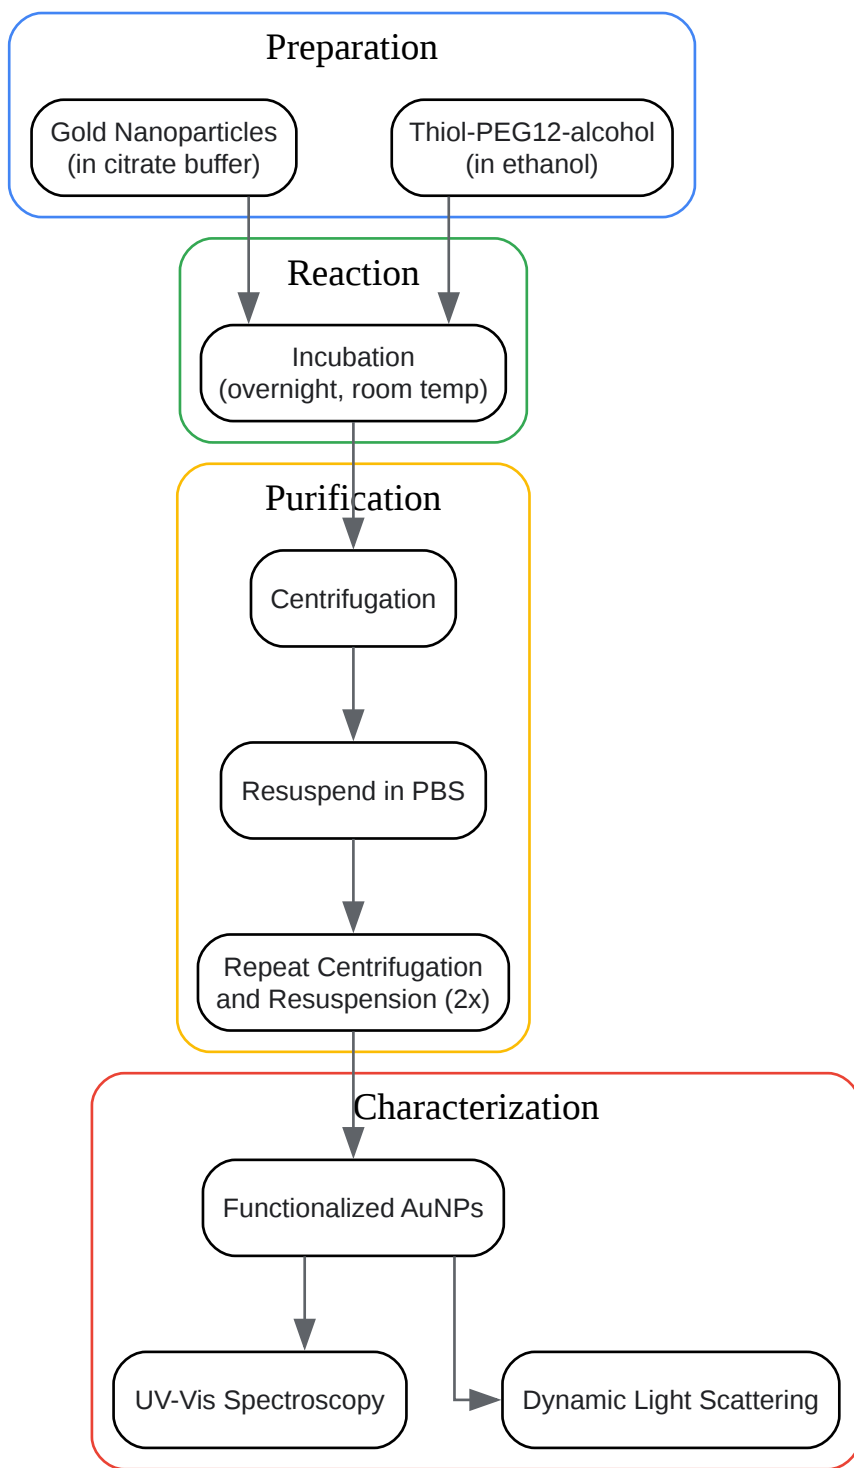 Preparation
Gold Nanoparticles
(in citrate buffer)
Thiol-PEG12-alcohol
(in ethanol)
Reaction
Incubation
(overnight, room temp)
Purification
Centrifugation
Resuspend in PBS
Repeat Centrifugation
and Resuspension (2x)
Characterization
Functionalized AuNPs
UV-Vis Spectroscopy
Dynamic Light Scattering